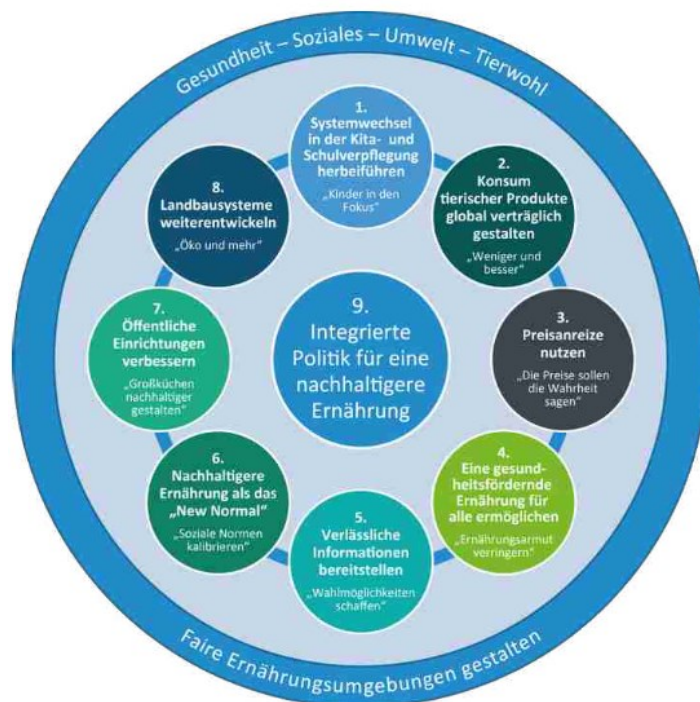 Gesundheit – Soziales – Umwelt – Tierwohl
1.
Systemwechsel
in der Kita- und
Schulverpflegung
herbeiführen
„Kinder in den
Fokus“
2.
Konsum
tierischer Produkte
global verträglich
gestalten
„Weniger und
besser“
3.
Preisanreize
nutzen
„Die Preise sollen
die Wahrheit
sagen“
4.
Eine gesund-
heitsfördernde
Ernährung für
alle ermöglichen
„Ernährungsarmut
verringern“
5.
Verlässliche
Informationen
bereitstellen
„Wahlmöglichkeiten
schaffen“
6.
Nachhaltigere
Ernährung als das
„New Normal“
„Soziale Normen
kalibrieren“
7.
Öffentliche
Einrichtungen
verbessern
„Großküchen
nachhaltiger
gestalten“
8.
Landbausysteme
weiterentwickeln
„Öko und mehr“
9.
Integrierte
Politik für eine
nachhaltigere
Ernährung
Faire Ernährungsumgebungen gestalten